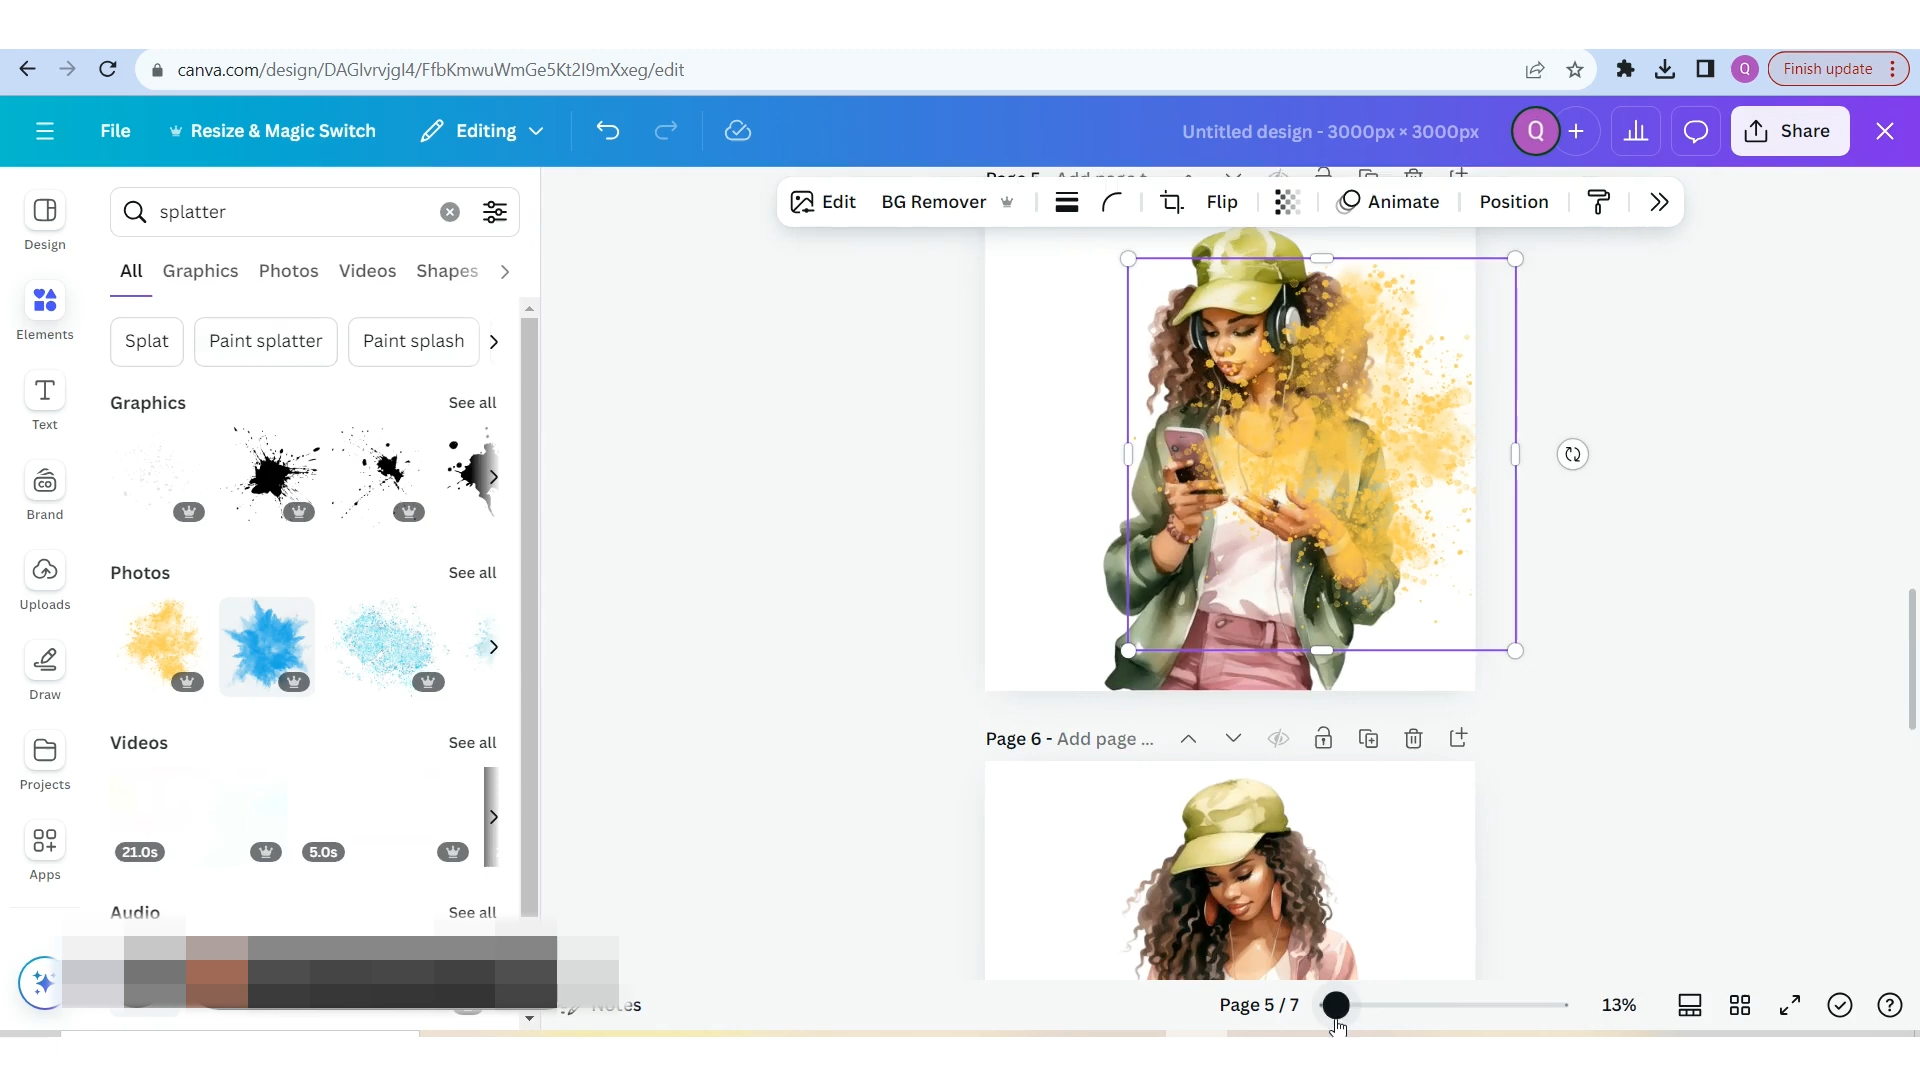 canva.com/design/DAGIvrvjgI4/FfbKmwuWmGe5Kt2I9mXxeg/edit
Q
Finish update
File
Resize & Magic Switch
Editing
Untitled design - 3000px × 3000px
Q
Share
Design
Elements
Text
Brand
Uploads
Draw
Projects
Apps
splatter
All
Graphics
Photos
Videos
Shapes
Splat
Paint splatter
Paint splash
Graphics
See all
Photos
See all
Videos
See all
21.0s
5.0s
Audio
See all
Edit
BG Remover
Flip
Animate
Position
Page 6 - Add page ...
Notes
Page 5 / 7
13%